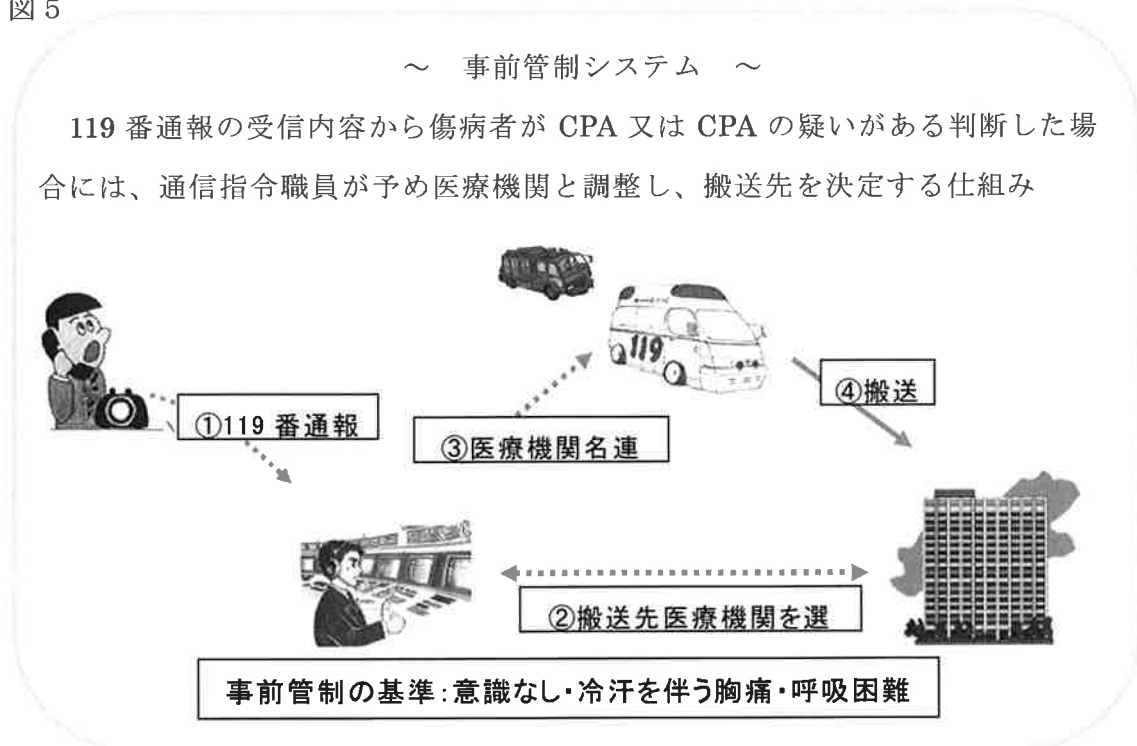 図5
～ 事前管制システム ～
119番通報の受信内容から傷病者が CPA 又は CPA の疑いがある判断した場
合には、通信指令職員が予め医療機関と調整し、搬送先を決定する仕組み
119
④搬送
①119番通報
③医療機関名連
②搬送先医療機関を選
事前管制の基準:意識なし・冷汗を伴う胸痛・呼吸困難